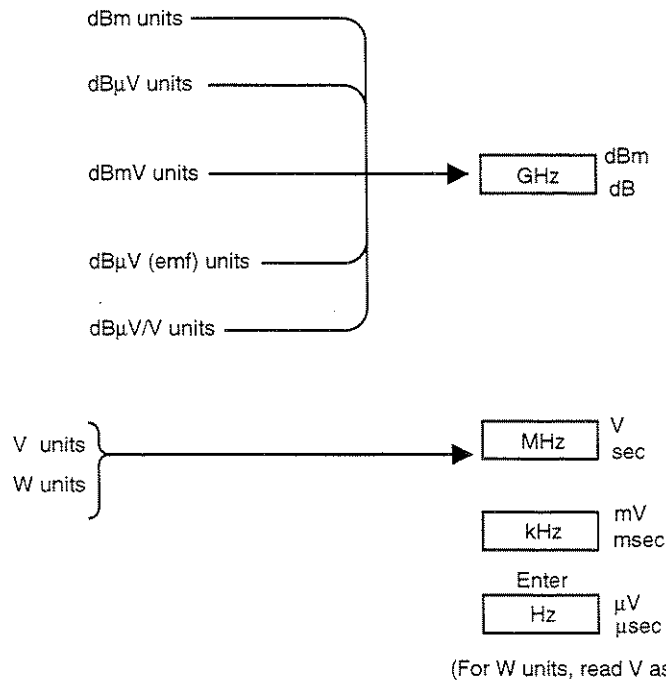 dBm units
dBμV units
dBmV units
dBμV (emf) units
dBμV/V units
GHz
dBm
dB
V units
W units
MHz
V
sec
kHz
mV
msec
Enter
Hz
μV
μsec
(For W units, read V as